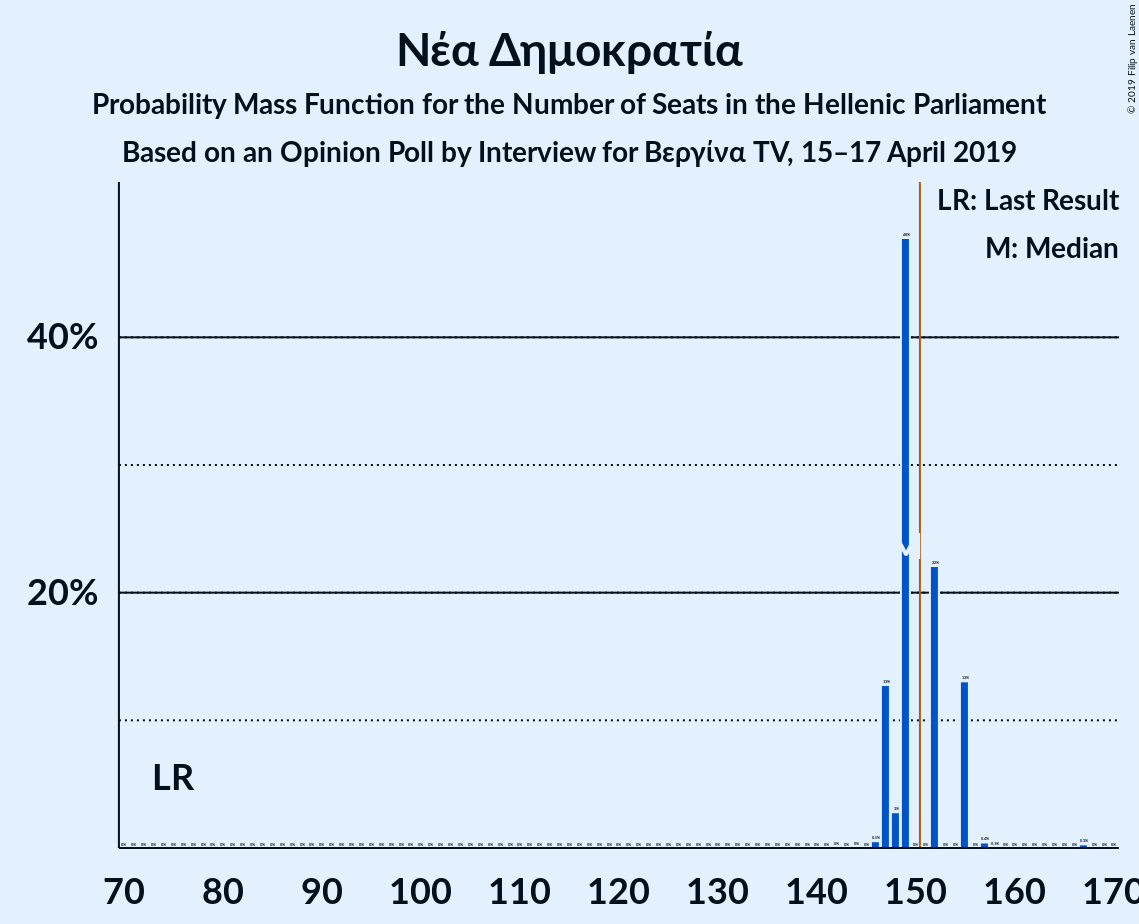 Νέα Δημοκρατία
Probability Mass Function for the Number of Seats in the Hellenic Parliament
Based on an Opinion Poll by Interview for Βεργίνα TV, 15–17 April 2019
© 2019 Filip van Laenen
LR: Last Result
M: Median
40%
20%
M
LR
70 80 90 100 110 120 130 140 150 160 170